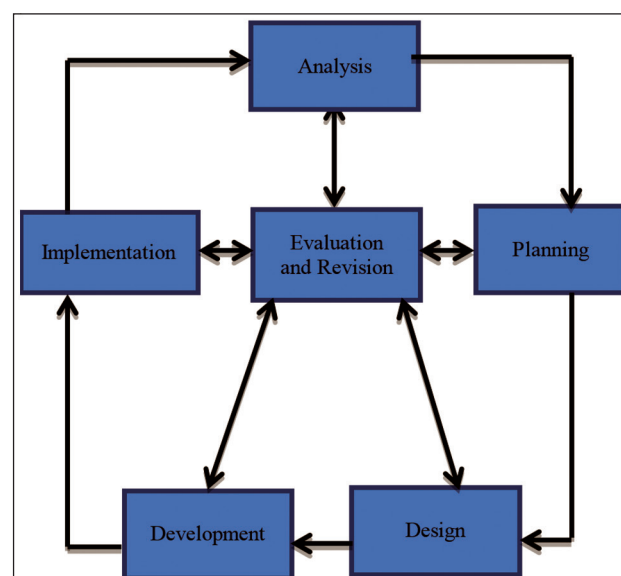 Analysis
Implementation
Evaluation
and Revision
Planning
Development
Design